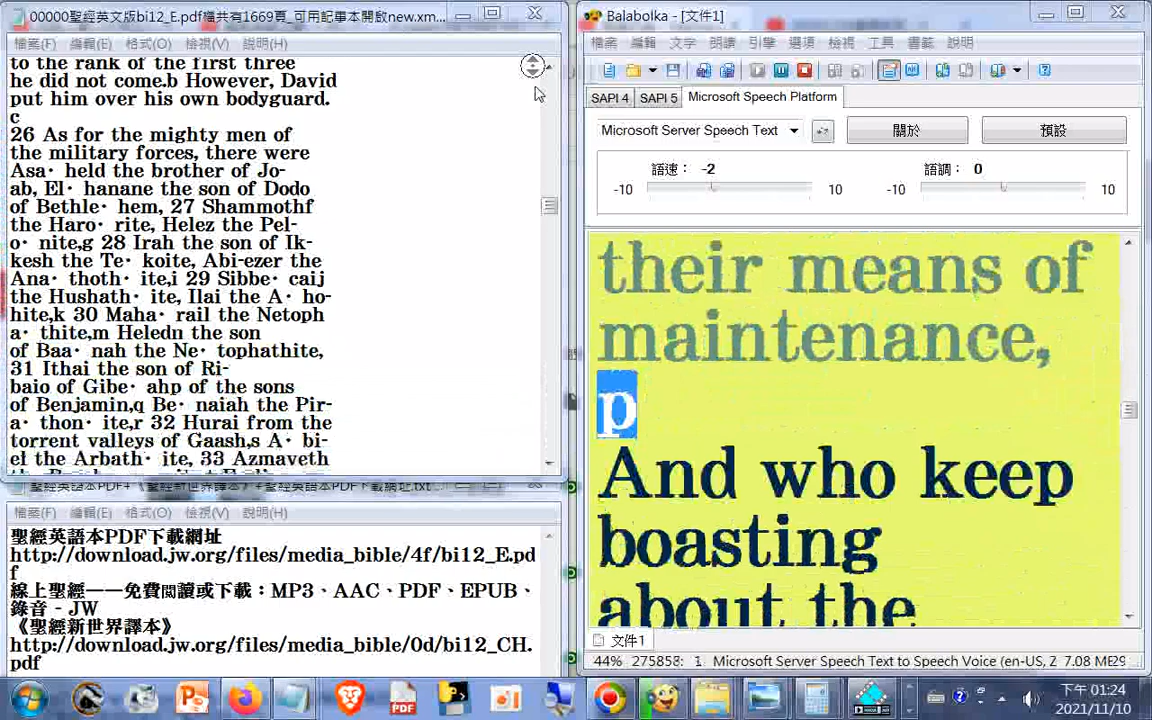 00000聖經英文版bi12_E.pdf檔共有1669頁_可用記事本開啟new.xm...
檔案(F) 編輯(E) 格式(O) 檢視(V) 說明(H)
to the rank of the first three
he did not come.b However, David
put him over his own bodyguard.
c
26 As for the mighty men of
the military forces, there were
Asa· held the brother of Jo-
ab, El· hanane the son of Dodo
of Bethle· hem, 27 Shammothf
the Haro· rite, Helez the Pel-
o· nite,g 28 Irah the son of Ik-
kesh the Te· koite, Abi-ezer the
Ana· thoth· ite,i 29 Sibbe· caij
the Hushath· ite, Ilai the A· ho-
hite,k 30 Maha· rail the Netoph
a· thite,m Heledn the son
of Baa· nah the Ne· tophathite,
31 Ithai the son of Ri-
baio of Gibe· ahp of the sons
of Benjamin,q Be· naiah the Pir-
a· thon· ite,r 32 Hurai from the
torrent valleys of Gaash,s A· bi-
el the Arbath· ite, 33 Azmaveth
檔案(F) 編輯(E) 格式(O) 檢視(V) 說明(H)
聖經英語本PDF下載網址
http://download.jw.org/files/media_bible/4f/bi12_E.pd
f
線上聖經——免費閱讀或下載：MP3、AAC、PDF、EPUB、
錄音 - JW
《聖經新世界譯本》
http://download.jw.org/files/media_bible/0d/bi12_CH.
pdf
Balabolka - [文件1]
檔案 編輯 文字 朗讀 引擎 選項 檢視 工具 書籤 說明
SAPI 4 SAPI 5 Microsoft Speech Platform
Microsoft Server Speech Text 關於 預設
語速： -2 語調： 0
-10 10 -10 10
their means of
maintenance,
p
And who keep
boasting
about the
文件1
44% 275858: 1 Microsoft Server Speech Text to Speech Voice (en-US, Z 7.08 ME29
下午 01:24
2021/11/10